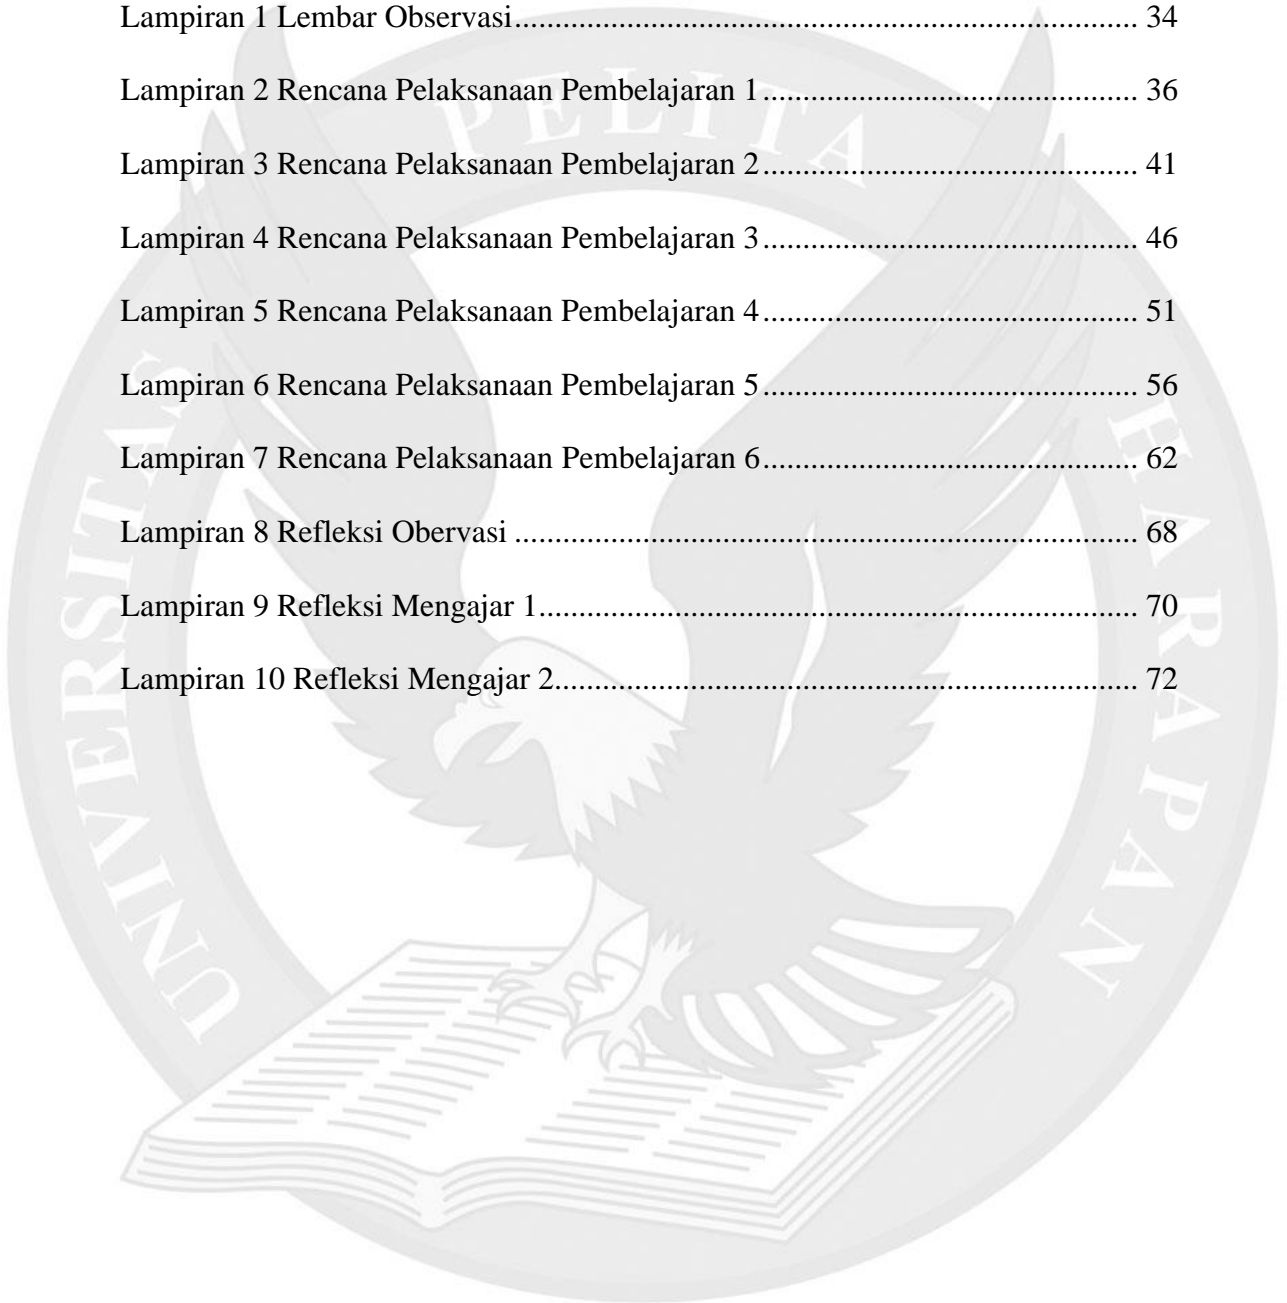 Lampiran 1 Lembar Observasi.............................................................................. 34
Lampiran 2 Rencana Pelaksanaan Pembelajaran 1............................................... 36
Lampiran 3 Rencana Pelaksanaan Pembelajaran 2............................................... 41
Lampiran 4 Rencana Pelaksanaan Pembelajaran 3............................................... 46
Lampiran 5 Rencana Pelaksanaan Pembelajaran 4............................................... 51
Lampiran 6 Rencana Pelaksanaan Pembelajaran 5............................................... 56
Lampiran 7 Rencana Pelaksanaan Pembelajaran 6............................................... 62
Lampiran 8 Refleksi Obervasi .............................................................................. 68
Lampiran 9 Refleksi Mengajar 1........................................................................... 70
Lampiran 10 Refleksi Mengajar 2......................................................................... 72
UNIVERSITAS PELITA HARAPAN